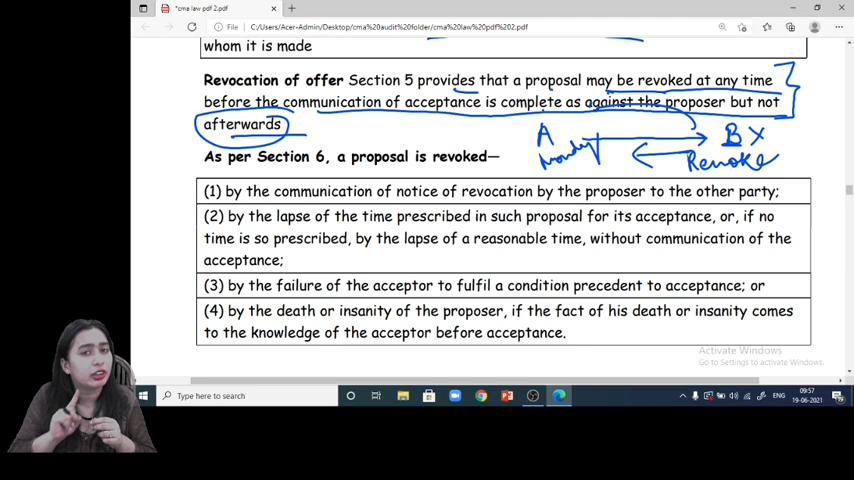 *cma law pdf 2.pdf
File
C:/Users/Acer-Admin/Desktop/cma%20audit%20folder/cma%20law%20pdf%202.pdf
whom it is made
Revocation of offer Section 5 provides that a proposal may be revoked at any time
before the communication of acceptance is complete as against the proposer but not
afterwards
A B X
Monday Revoke
As per Section 6, a proposal is revoked—
(1) by the communication of notice of revocation by the proposer to the other party;
(2) by the lapse of the time prescribed in such proposal for its acceptance, or, if no
time is so prescribed, by the lapse of a reasonable time, without communication of the
acceptance;
(3) by the failure of the acceptor to fulfil a condition precedent to acceptance; or
(4) by the death or insanity of the proposer, if the fact of his death or insanity comes
to the knowledge of the acceptor before acceptance.
Activate Windows
Go to Settings to activate Windows.
Type here to search
ENG
09:57
19-06-2021